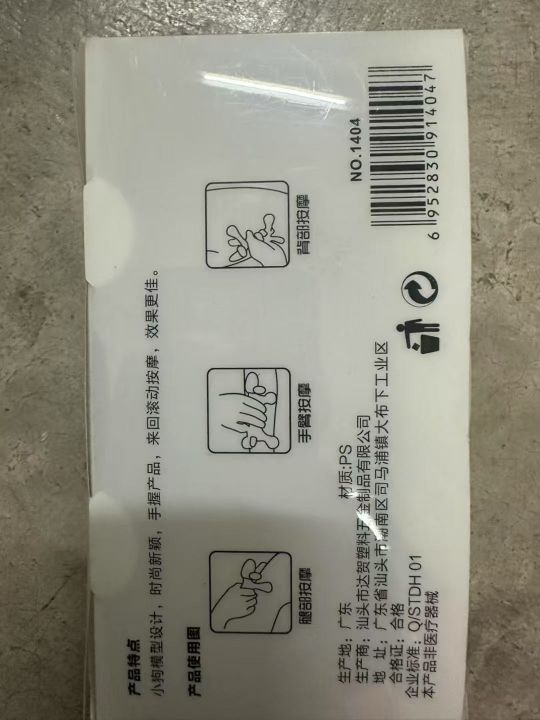 产品特点
小狗模型设计，时尚新颖，手握产品，来回滚动按摩，效果更佳。
产品使用图
腿部按摩
手臂按摩
背部按摩
生产地：广东
材质:PS
生产商：汕头市达贺塑料五金制品有限公司
地 址：广东省汕头市潮南区司马浦镇大布下工业区
合格证：合格
企业标准：Q/STDH 01
本产品非医疗器械
NO.1404
6 952830 914047